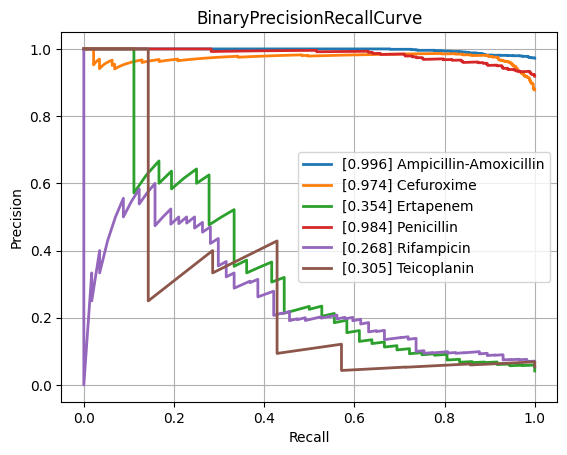 BinaryPrecisionRecallCurve
Precision
1.0
0.8
0.6
0.4
0.2
0.0
[0.996] Ampicillin-Amoxicillin
[0.974] Cefuroxime
[0.354] Ertapenem
[0.984] Penicillin
[0.268] Rifampicin
[0.305] Teicoplanin
0.0 0.2 0.4 0.6 0.8 1.0
Recall